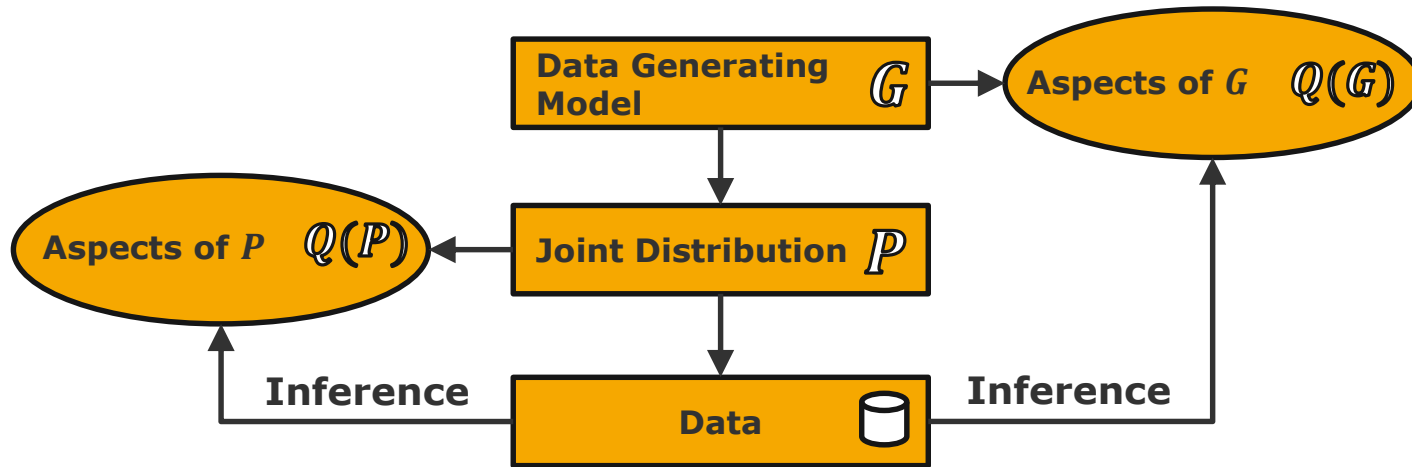 Data Generating
Model G
Aspects of G Q(G)
Aspects of P Q(P)
Joint Distribution P
Inference
Data
Inference